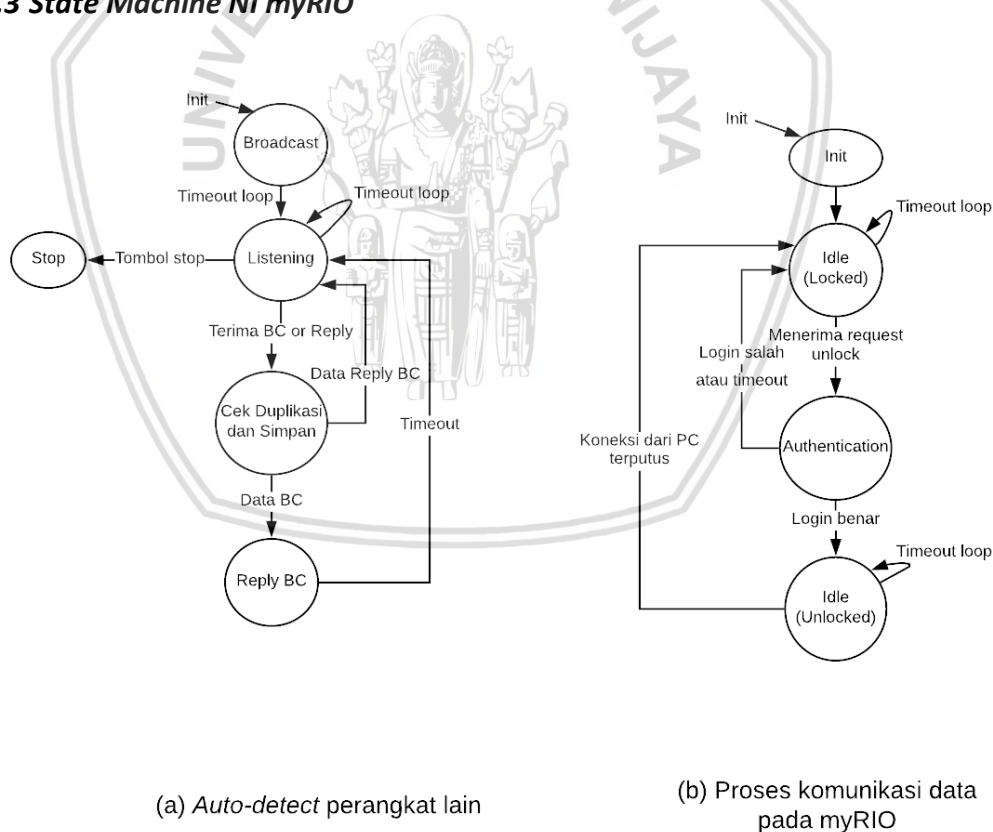 .3 State Machine NI myRIO
UNIVE
WIJAYA
Init
Broadcast
Timeout loop
Timeout loop
Stop
Tombol stop
Listening
Terima BC or Reply
Data Reply BC
Cek Duplikasi
dan Simpan
Timeout
Data BC
Reply BC
(a) Auto-detect perangkat lain
Init
Init
Timeout loop
Idle
(Locked)
Menerima request
unlock
Login salah
atau timeout
Koneksi dari PC
terputus
Authentication
Login benar
Timeout loop
Idle
(Unlocked)
(b) Proses komunikasi data
pada myRIO